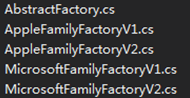 AbstractFactory.cs
AppleFamilyFactoryV1.cs
AppleFamilyFactoryV2.cs
MicrosoftFamilyFactoryV1.cs
MicrosoftFamilyFactoryV2.cs